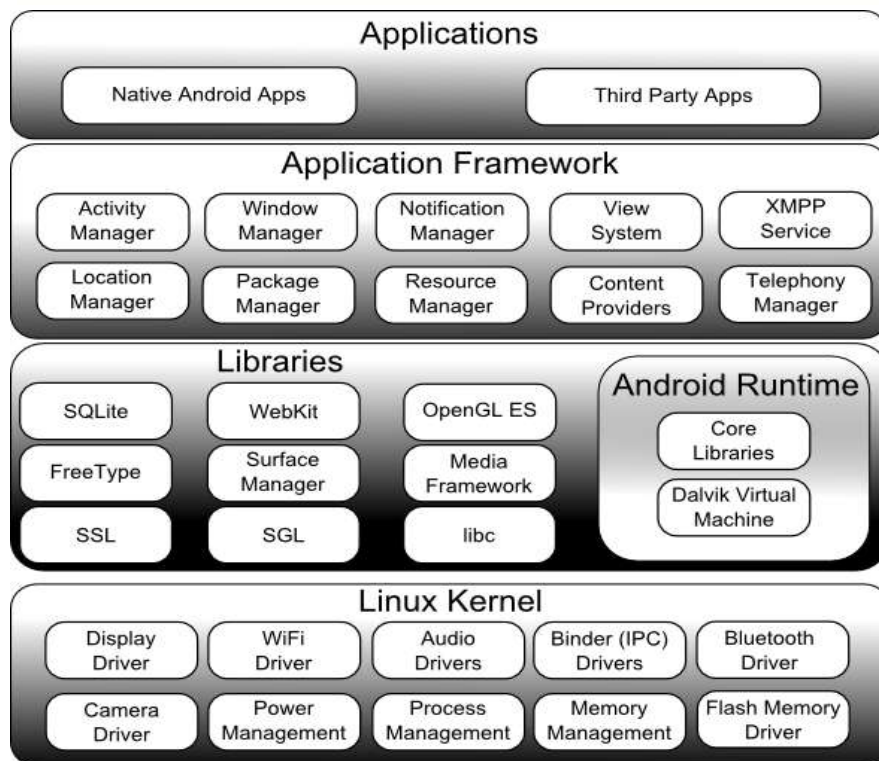 Applications
Native Android Apps
Third Party Apps
Application Framework
Activity
Manager
Window
Manager
Notification
Manager
View
System
XMPP
Service
Location
Manager
Package
Manager
Resource
Manager
Content
Providers
Telephony
Manager
Libraries
SQLite
WebKit
OpenGL ES
FreeType
Surface
Manager
Media
Framework
SSL
SGL
libc
Android Runtime
Core
Libraries
Dalvik Virtual
Machine
Linux Kernel
Display
Driver
WiFi
Driver
Audio
Drivers
Binder (IPC)
Drivers
Bluetooth
Driver
Camera
Driver
Power
Management
Process
Management
Memory
Management
Flash Memory
Driver